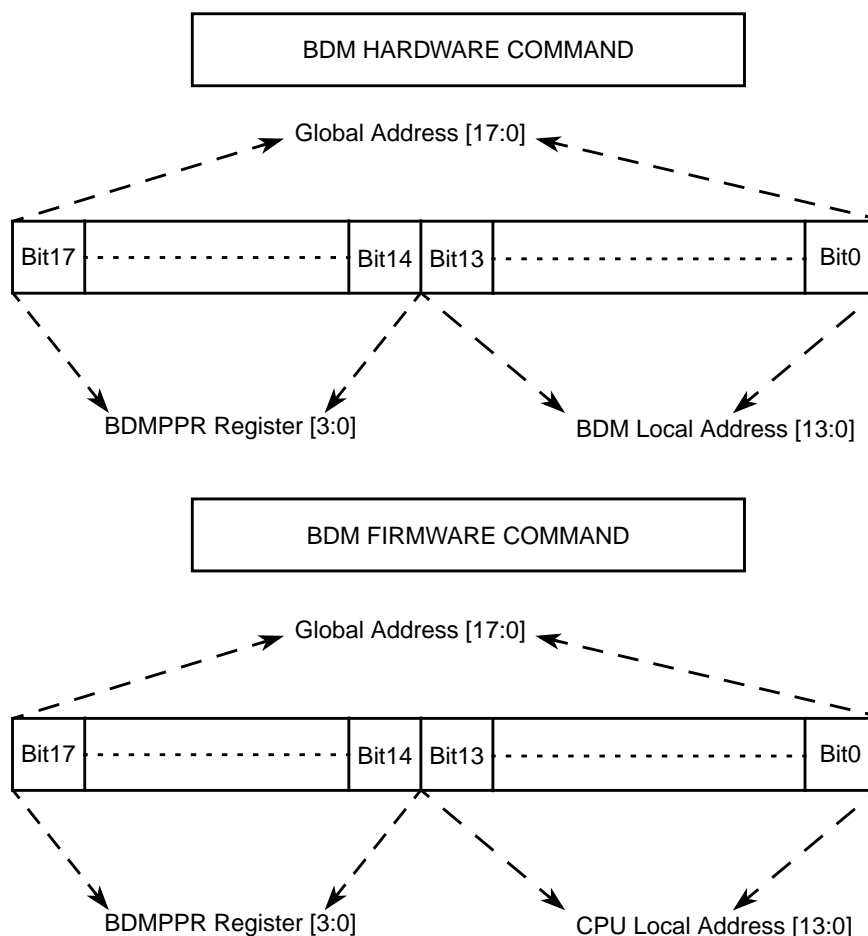 BDM HARDWARE COMMAND
Global Address [17:0]
Bit17 Bit14 Bit13 Bit0
BDMPPR Register [3:0] BDM Local Address [13:0]
BDM FIRMWARE COMMAND
Global Address [17:0]
Bit17 Bit14 Bit13 Bit0
BDMPPR Register [3:0] CPU Local Address [13:0]